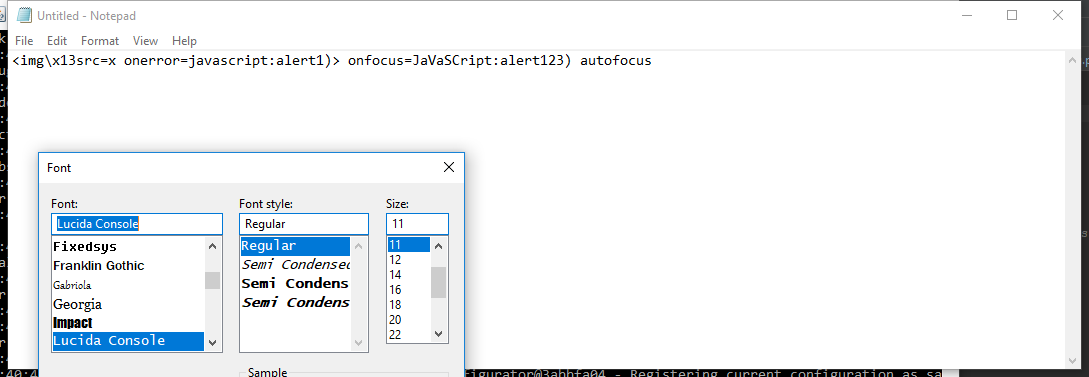 Untitled - Notepad
File Edit Format View Help
<img\x13src=x onerror=javascript:alert1)> onfocus=JaVaSCript:alert123) autofocus
Font
Font: Font style: Size:
Lucida Console Regular 11
Fixedsys Regular 11
Franklin Gothic Semi Condensed 12
Gabriola Semi Condens 14
Georgia Semi Condens 16
Impact 18
Lucida Console 20
22
Sample
:40:4
figurator@3abbfa04 - Registering current configuration as sa